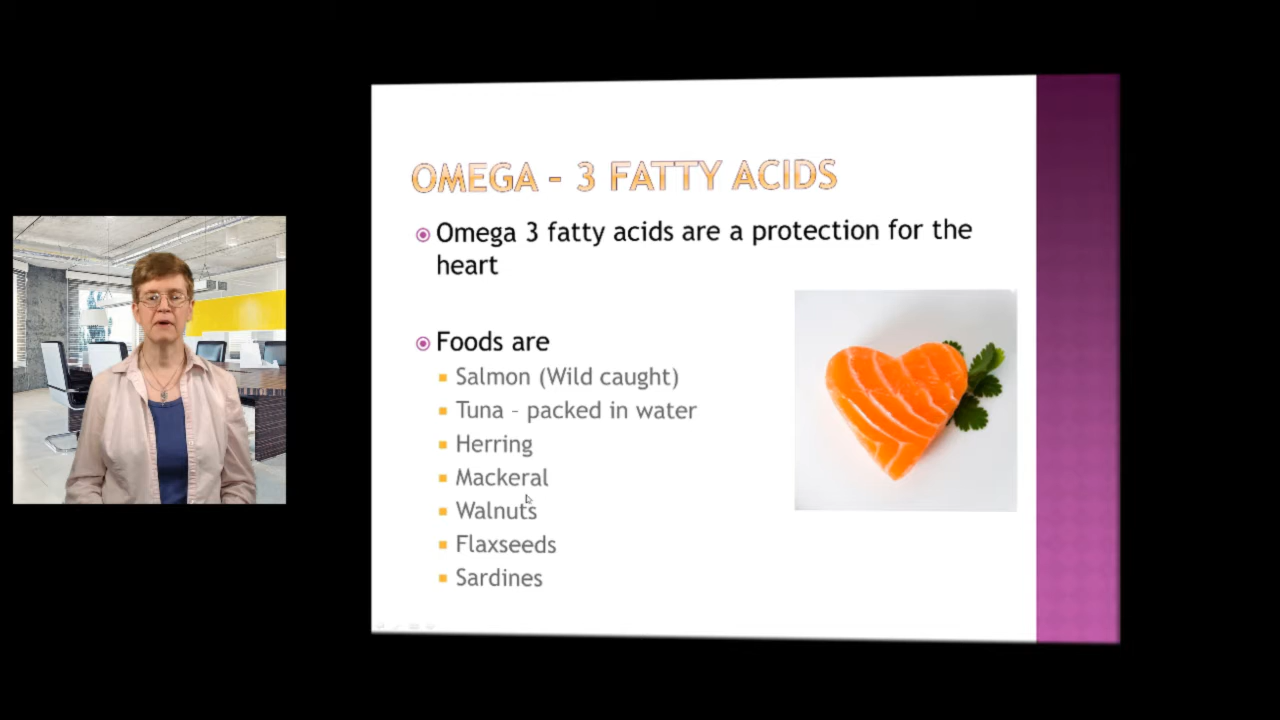 OMEGA – 3 FATTY ACIDS
Omega 3 fatty acids are a protection for the
heart
Foods are
Salmon (Wild caught)
Tuna – packed in water
Herring
Mackeral
Walnuts
Flaxseeds
Sardines